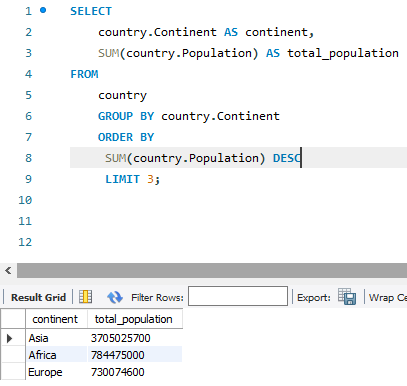 1 SELECT
2 country.Continent AS continent,
3 SUM(country.Population) AS total_population
4 FROM
5 country
6 GROUP BY country.Continent
7 ORDER BY
8 SUM(country.Population) DESC
9 LIMIT 3;
10
11
12
Result Grid Filter Rows: Export: Wrap Ce
continent total_population
Asia 3705025700
Africa 784475000
Europe 730074600